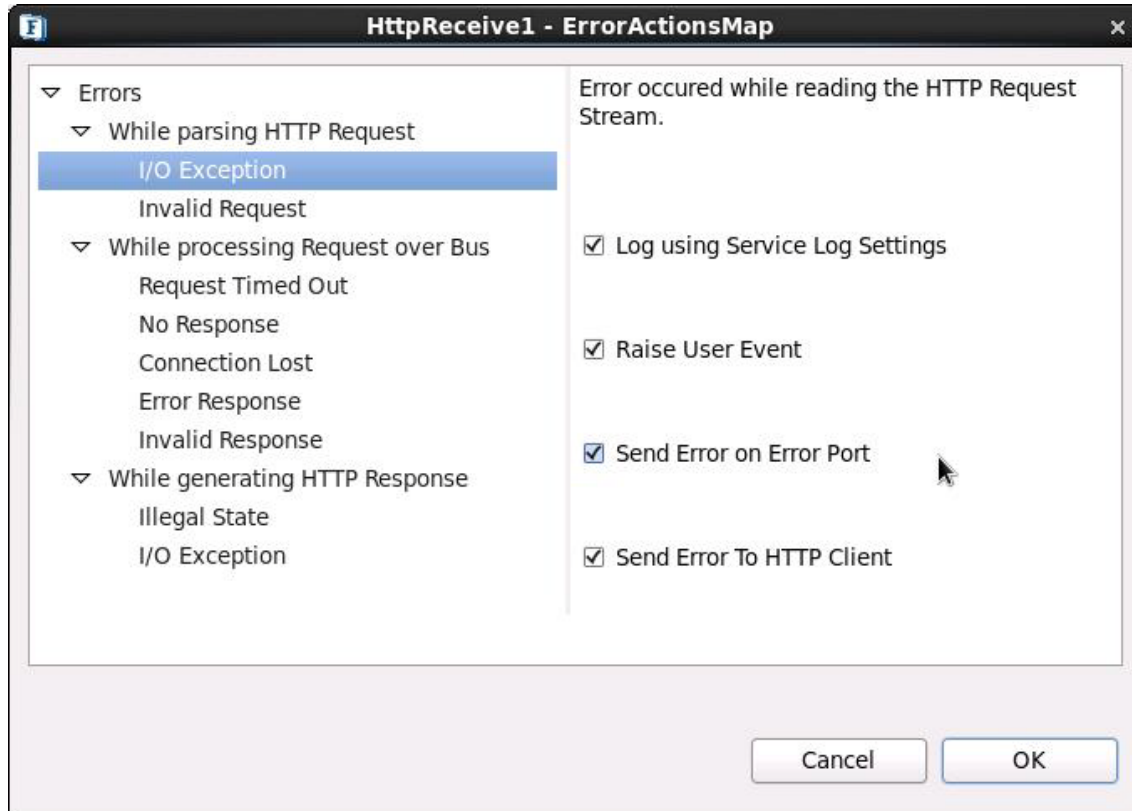 HttpReceive1 - ErrorActionsMap
Errors
While parsing HTTP Request
I/O Exception
Invalid Request
While processing Request over Bus
Request Timed Out
No Response
Connection Lost
Error Response
Invalid Response
While generating HTTP Response
Illegal State
I/O Exception
Error occured while reading the HTTP Request
Stream.
Log using Service Log Settings
Raise User Event
Send Error on Error Port
Send Error To HTTP Client
Cancel
OK